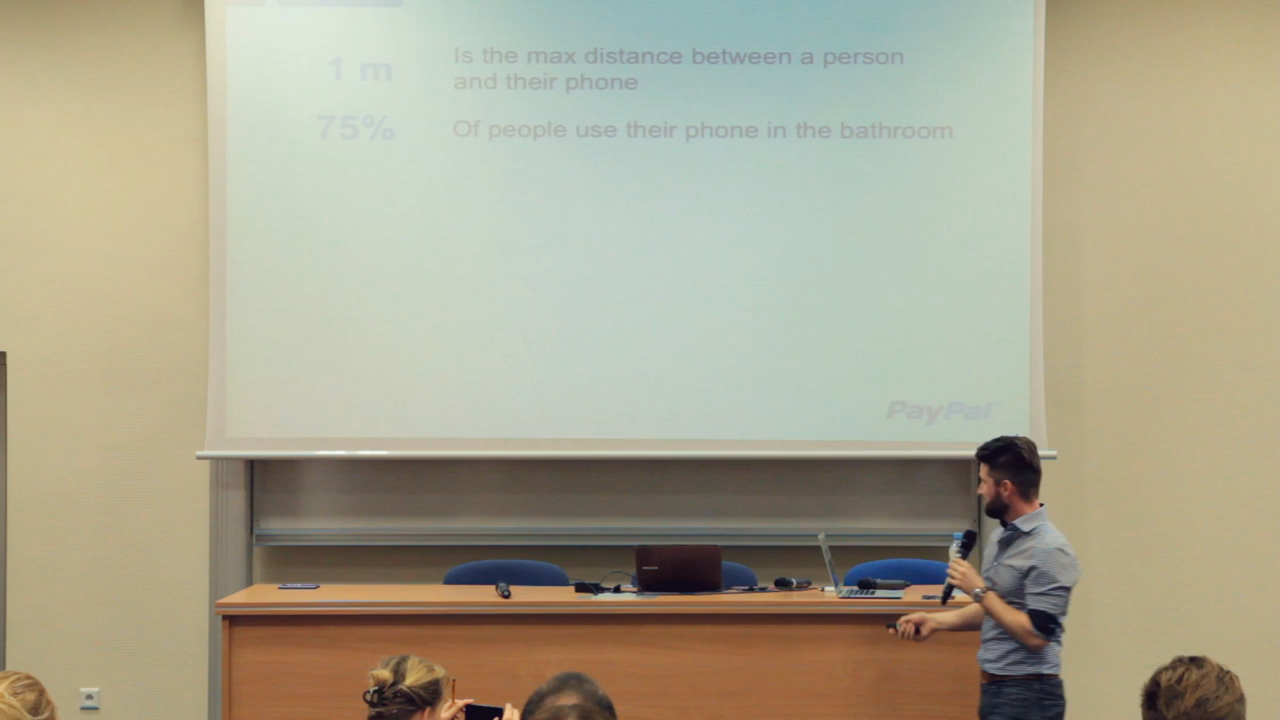 1 m Is the max distance between a person
and their phone
75% Of people use their phone in the bathroom
PayPal